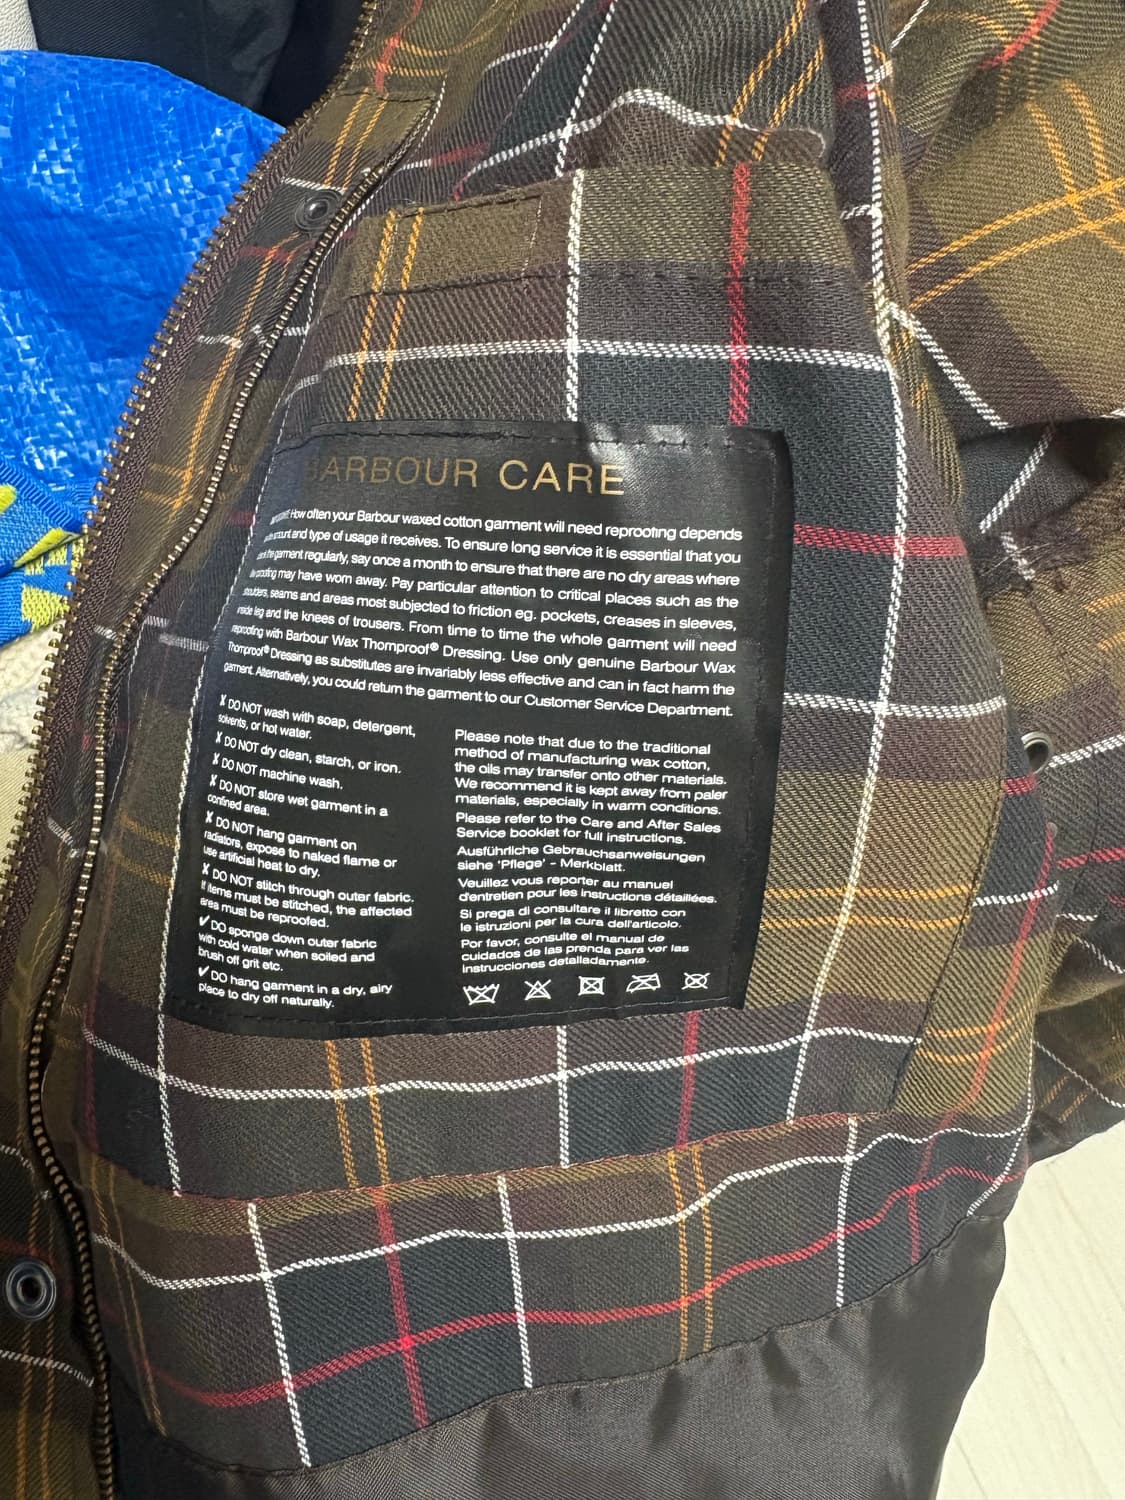 BARBOUR CARE
How often your Barbour waxed cotton garment will need reproofing depends
and type of usage it receives. To ensure long service it is essential that you
the garment regularly, say once a month to ensure that there are no dry areas where
may have worn away. Pay particular attention to critical places such as the
shoulders, seams and areas most subjected to friction eg. pockets, creases in sleeves,
inside leg and the knees of trousers. From time to time the whole garment will need
reproofing with Barbour Wax Thornproof® Dressing. Use only genuine Barbour Wax
Thornproof® Dressing as substitutes are invariably less effective and can in fact harm the
garment. Alternatively, you could return the garment to our Customer Service Department.
✗ DO NOT wash with soap, detergent,
solvents, or hot water.
✗ DO NOT dry clean, starch, or iron.
✗ DO NOT machine wash.
✗ DO NOT store wet garment in a
confined area.
✗ DO NOT hang garment on
radiators, expose to naked flame or
use artificial heat to dry.
✗ DO NOT stitch through outer fabric.
If items must be stitched, the affected
area must be reproofed.
✓ DO sponge down outer fabric
with cold water when soiled and
brush off grit etc.
✓ DO hang garment in a dry, airy
place to dry off naturally.
Please note that due to the traditional
method of manufacturing wax cotton,
the oils may transfer onto other materials.
We recommend it is kept away from paler
materials, especially in warm conditions.
Please refer to the Care and After Sales
Service booklet for full instructions.
Ausführliche Gebrauchsanweisungen
siehe 'Pflege' - Merkblatt.
Veuillez vous reporter au manuel
d'entretien pour les instructions détaillées.
Si prega di consultare il libretto con
le istruzioni per la cura dell'articolo.
Por favor, consulte el manual de
cuidados de las prenda para ver las
instrucciones detalladamente.